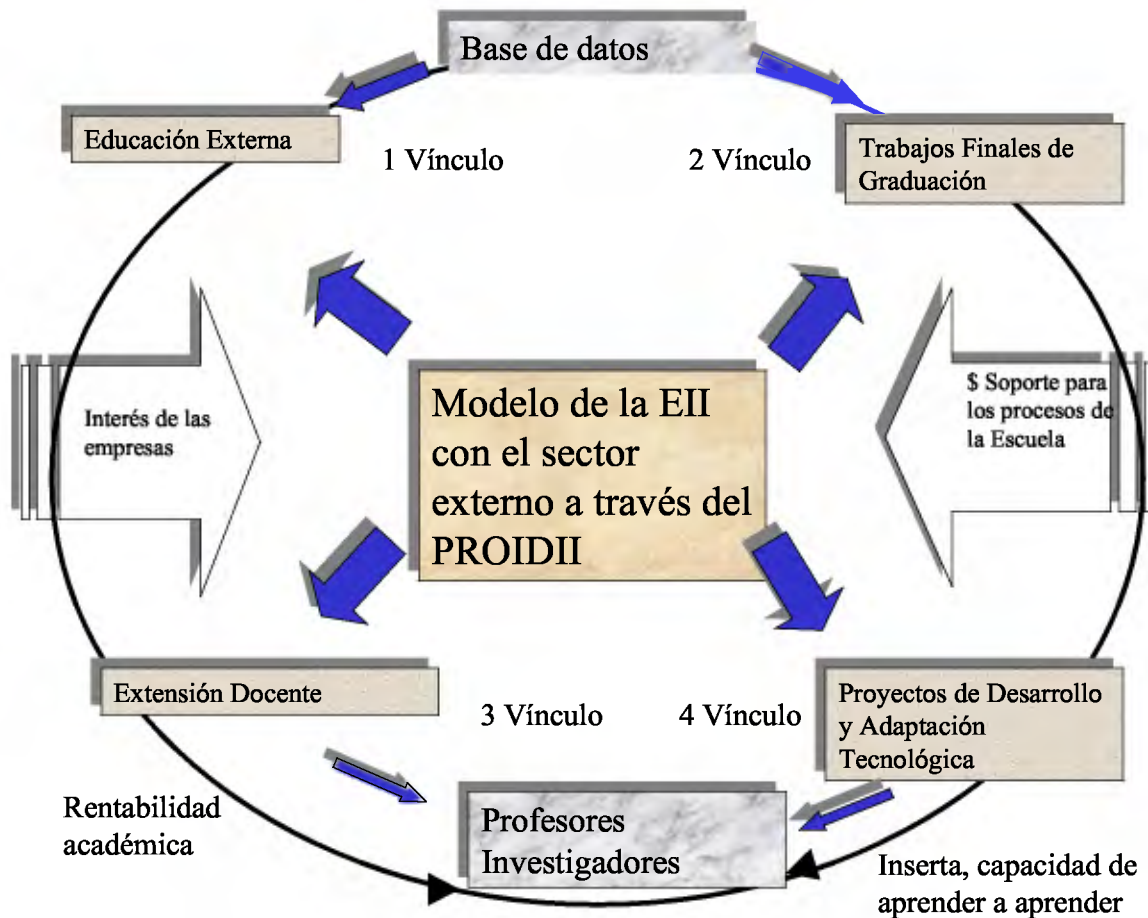 Base de datos
Educación Externa
1 Vínculo
2 Vínculo
Trabajos Finales de
Graduación
Interés de las
empresas
Modelo de la EII
con el sector
externo a través del
PROIDII
$ Soporte para
los procesos de
la Escuela
Extensión Docente
3 Vínculo
4 Vínculo
Proyectos de Desarrollo
y Adaptación
Tecnológica
Rentabilidad
académica
Profesores
Investigadores
Inserta, capacidad de
aprender a aprender